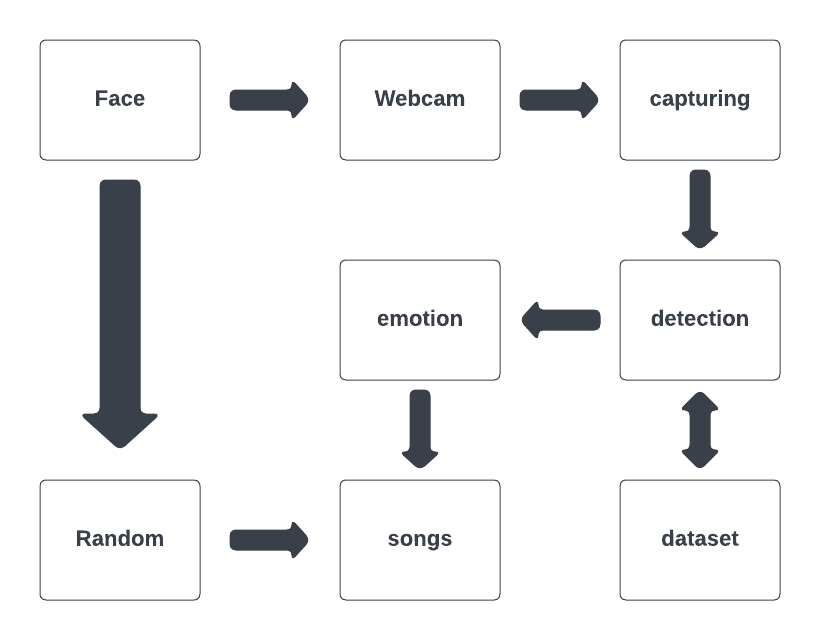 Face
Webcam
capturing
emotion
detection
Random
songs
dataset